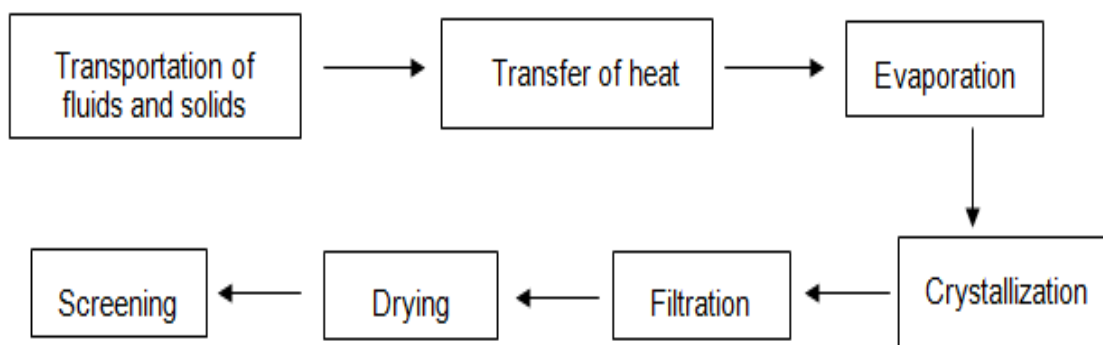 Transportation of
fluids and solids
Transfer of heat
Evaporation
Crystallization
Filtration
Drying
Screening